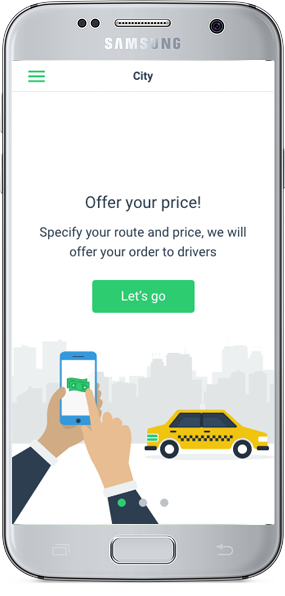 SAMSUNG
City
Offer your price!
Specify your route and price, we will
offer your order to drivers
Let's go